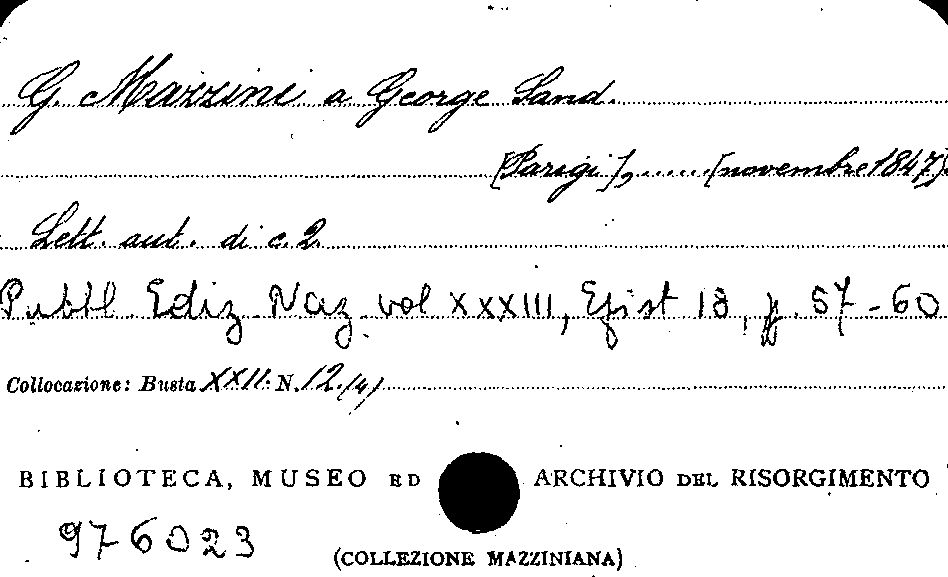 G. Mazzini a George Sand.
[Parigi], ...... [novembre 1847].
Lett. aut. di c. 2
Pubbl. Ediz. Naz. vol XXXIII, Epist 18, p. 57-60
Collocazione: Busta XXII. N. 12. (4)
BIBLIOTECA, MUSEO ED ARCHIVIO DEL RISORGIMENTO
976023
(COLLEZIONE MAZZINIANA)